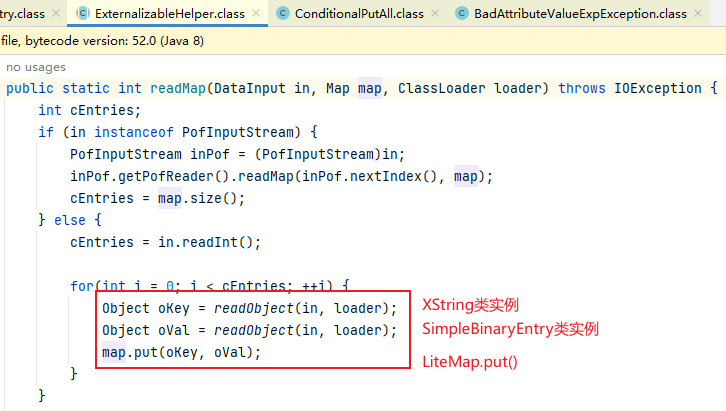 try.class × ExternalizableHelper.class × ConditionalPutAll.class × BadAttributeValueExpException.class ×
file, bytecode version: 52.0 (Java 8)
no usages
public static int readMap(DataInput in, Map map, ClassLoader loader) throws IOException {
int cEntries;
if (in instanceof PofInputStream) {
PofInputStream inPof = (PofInputStream)in;
inPof.getPofReader().readMap(inPof.nextIndex(), map);
cEntries = map.size();
} else {
cEntries = in.readInt();
for(int i = 0; i < cEntries; ++i) {
Object oKey = readObject(in, loader); XString类实例
Object oVal = readObject(in, loader); SimpleBinaryEntry类实例
map.put(oKey, oVal); LiteMap.put()
}
}